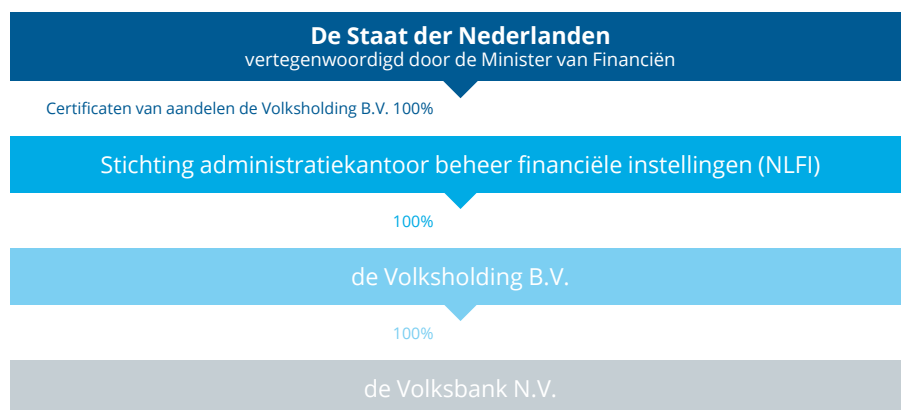 De Staat der Nederlanden
vertegenwoordigd door de Minister van Financiën
Certificaten van aandelen de Volksholding B.V. 100%
Stichting administratiekantoor beheer financiële instellingen (NLFI)
100%
de Volksholding B.V.
100%
de Volksbank N.V.